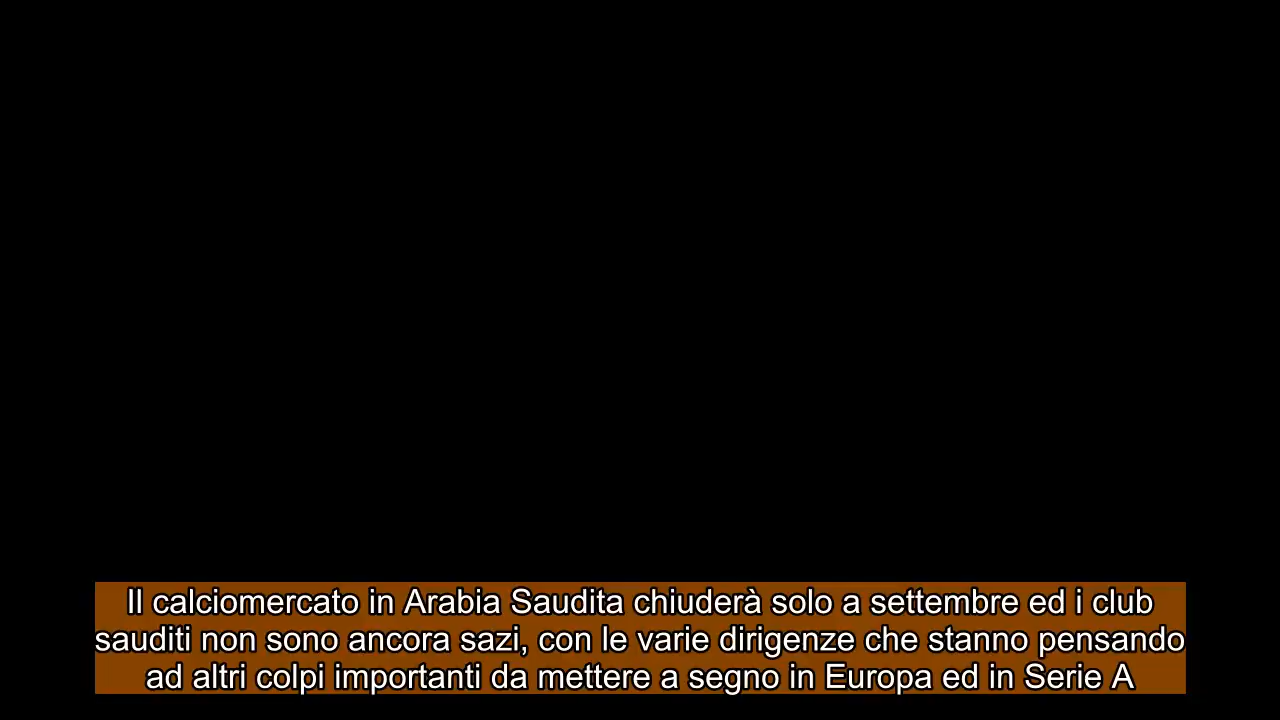 Il calciomercato in Arabia Saudita chiuderà solo a settembre ed i club
sauditi non sono ancora sazi, con le varie dirigenze che stanno pensando
ad altri colpi importanti da mettere a segno in Europa ed in Serie A